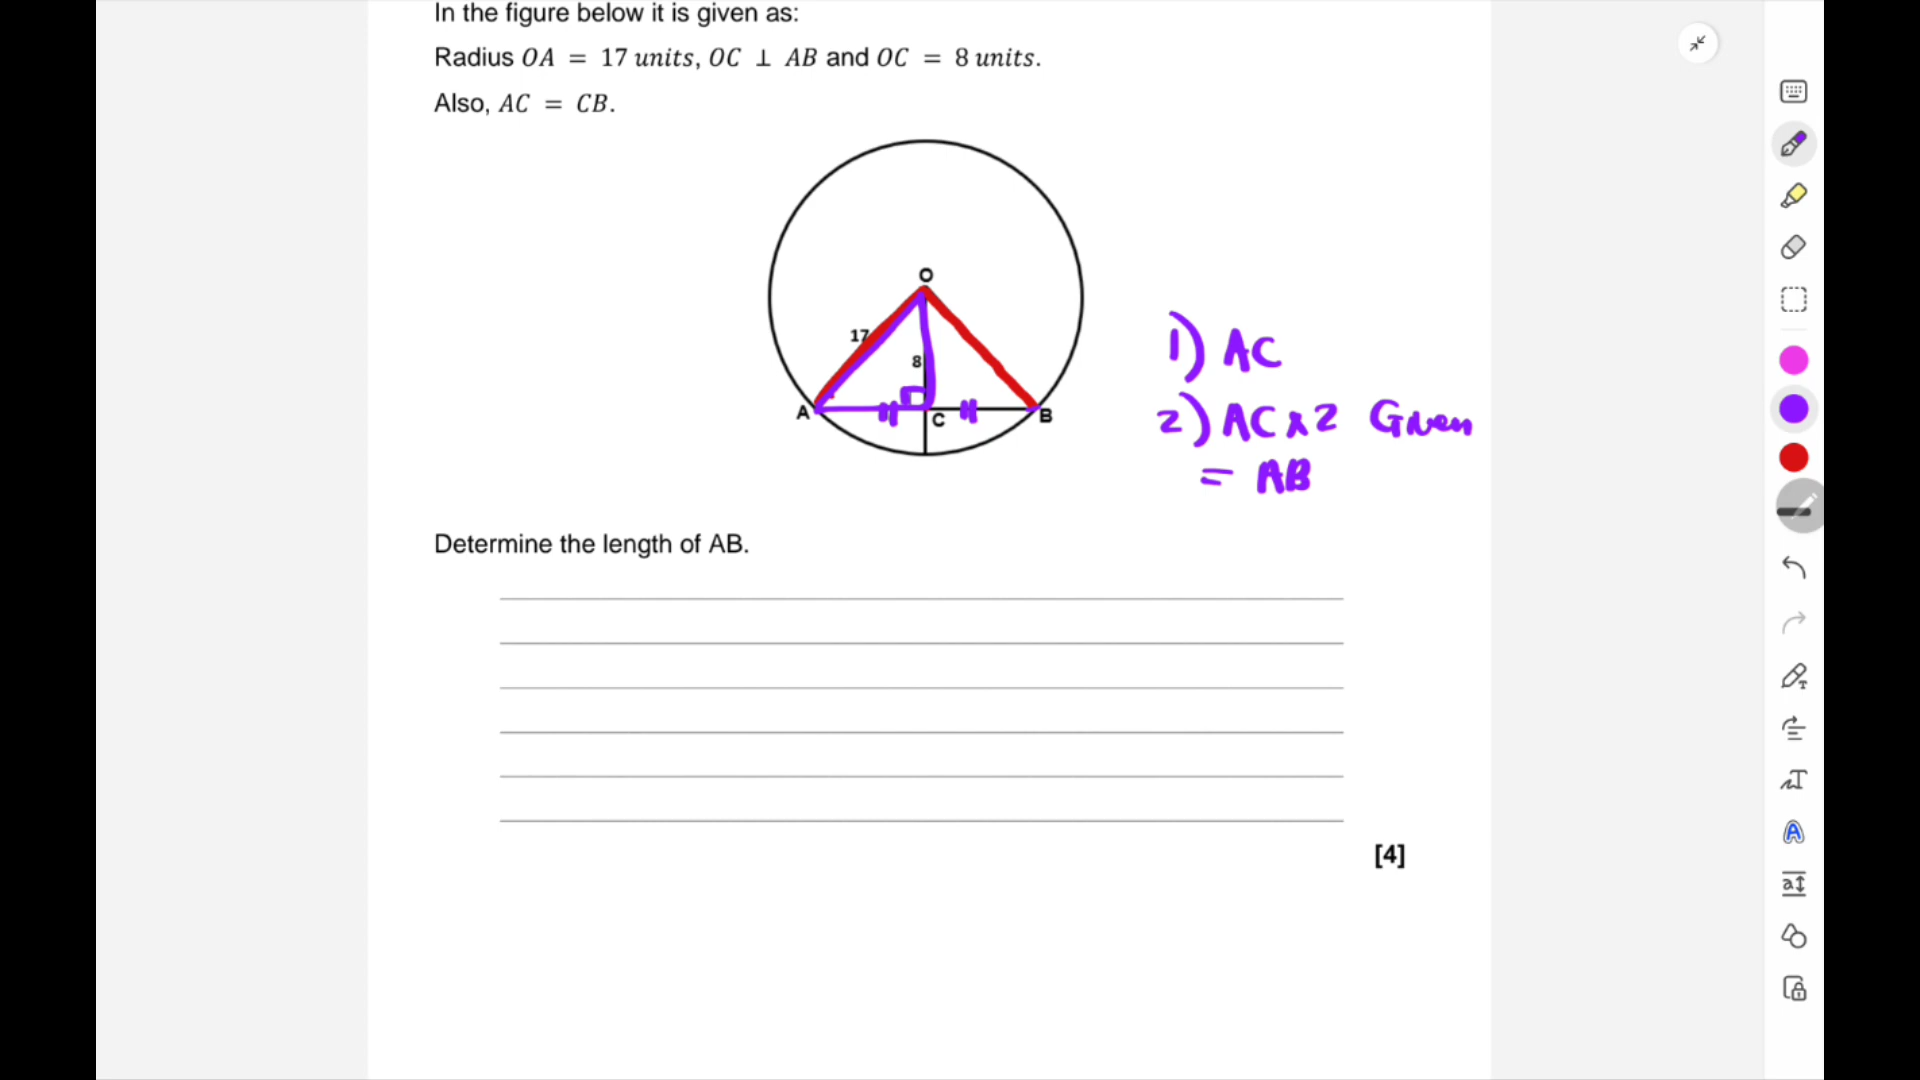 In the figure below it is given as:
Radius OA = 17 units, OC ⊥ AB and OC = 8 units.
Also, AC = CB.
O
17
8
A
C
B
1) AC
2) AC x 2 Given
= AB
Determine the length of AB.
[4]